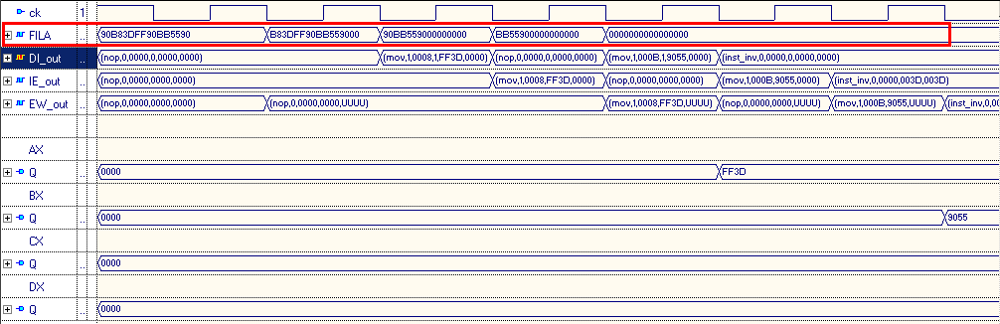 ck 1
FILA 90B83DFF90BB5590 B83DFF90BB559000 90BB559000000000 BB55900000000000 0000000000000000
DI_out (nop,0,0000,0,0000,0000) (mov,1,0008,1,FF3D,0000) (nop,0,0000,0,0000,0000) (mov,1,000B,1,9055,0000) (inst_inv,0,0000,0,0000,0000)
IE_out (nop,0,0000,0000,0000) (mov,1,0008,FF3D,0000) (nop,0,0000,0000,0000) (mov,1,000B,9055,0000) (inst_inv,0,0000,003D,003D)
EW_out (nop,0,0000,0000,0000) (nop,0,0000,0000,UUUU) (mov,1,0008,FF3D,UUUU) (nop,0,0000,0000,UUUU) (mov,1,000B,9055,UUUU) (inst_inv,0,00
AX
Q 0000 FF3D
BX
Q 0000 9055
CX
Q 0000
DX
Q 0000